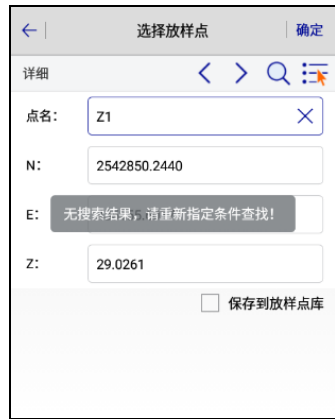 选择放样点
确定
详细
点名：
Z1
N：
2542850.2440
E：
无搜索结果，请重新指定条件查找！
Z：
29.0261
保存到放样点库